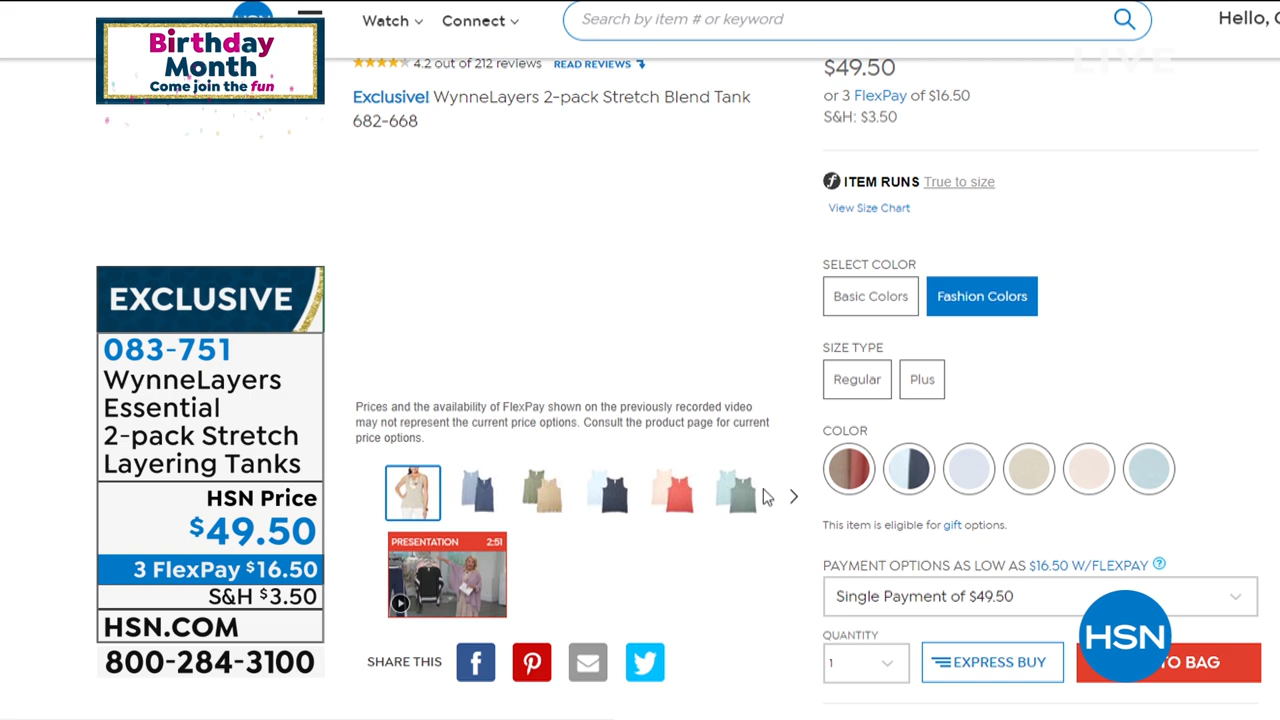 HSN
Watch
Connect
Search by item # or keyword
Hello,
LIVE
Birthday
Month
Come join the fun
4.2 out of 212 reviews READ REVIEWS
Exclusive! WynneLayers 2-pack Stretch Blend Tank
682-668
$49.50
or 3 FlexPay of $16.50
S&H: $3.50
ITEM RUNS True to size
View Size Chart
SELECT COLOR
Basic Colors
Fashion Colors
SIZE TYPE
Regular
Plus
COLOR
This item is eligible for gift options.
PAYMENT OPTIONS AS LOW AS $16.50 W/FLEXPAY ?
Single Payment of $49.50
QUANTITY
1
EXPRESS BUY
TO BAG
HSN
EXCLUSIVE
083-751
WynneLayers
Essential
2-pack Stretch
Layering Tanks
HSN Price
$49.50
3 FlexPay $16.50
S&H $3.50
HSN.COM
800-284-3100
Prices and the availability of FlexPay shown on the previously recorded video
may not represent the current price options. Consult the product page for current
price options.
PRESENTATION 2:51
SHARE THIS